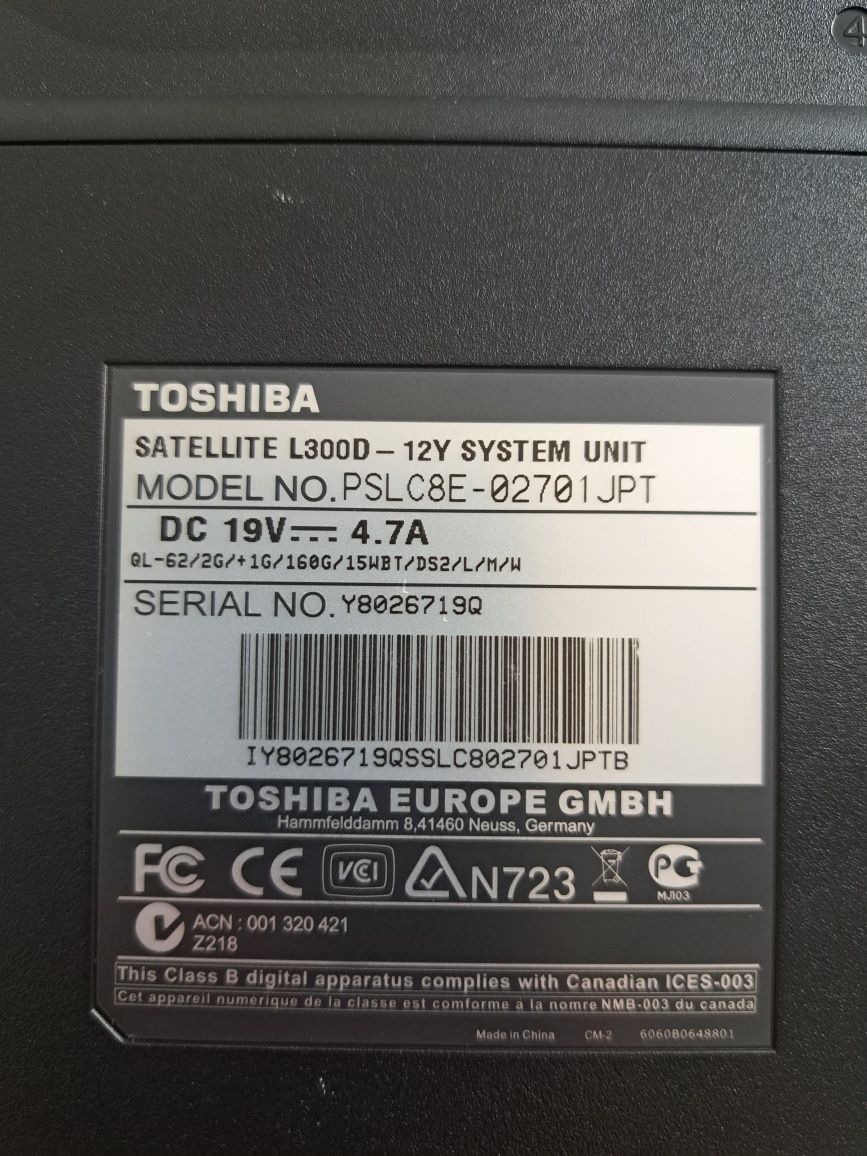 4
TOSHIBA
SATELLITE L300D – 12Y SYSTEM UNIT
MODEL NO. PSLC8E-02701JPT
DC 19V⎓ 4.7A
QL-62/2G/+1G/160G/15WBT/DS2/L/M/W
SERIAL NO. Y8026719Q
IY8026719QSSLC802701JPTB
TOSHIBA EUROPE GMBH
Hammfelddamm 8,41460 Neuss, Germany
FC CE VCI N723 PG
МЛ03
ACN : 001 320 421
Z218
This Class B digital apparatus complies with Canadian ICES-003
Cet appareil numérique de la classe est comforme à la nomre NMB-003 du canada
Made in China CM-2 6060B0648801